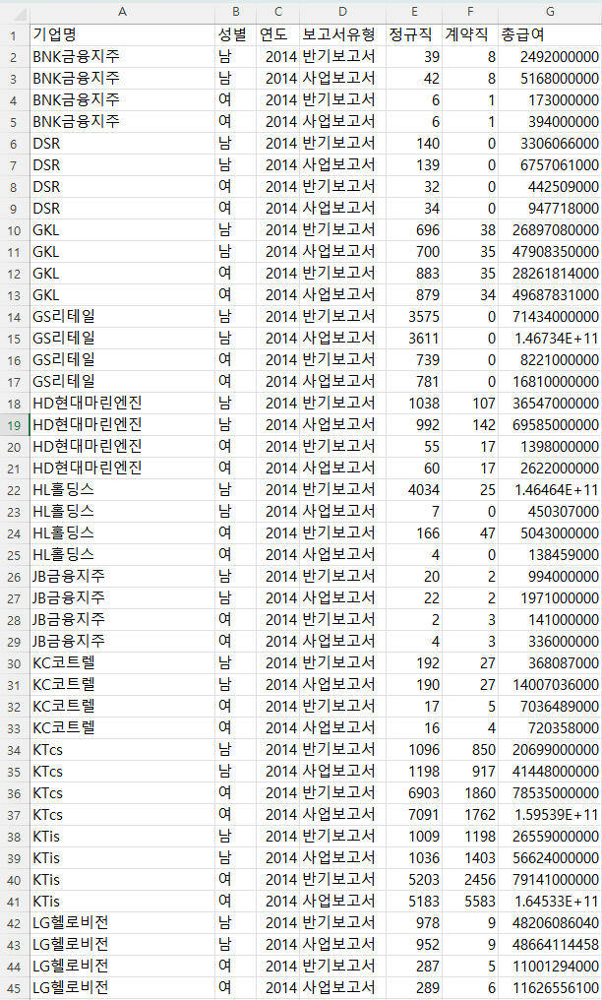 A B C D E F G
1 기업명 성별 연도 보고서유형 정규직 계약직 총급여
2 BNK금융지주 남 2014 반기보고서 39 8 2492000000
3 BNK금융지주 남 2014 사업보고서 42 8 5168000000
4 BNK금융지주 여 2014 반기보고서 6 1 173000000
5 BNK금융지주 여 2014 사업보고서 6 1 394000000
6 DSR 남 2014 반기보고서 140 0 3306066000
7 DSR 남 2014 사업보고서 139 0 6757061000
8 DSR 여 2014 반기보고서 32 0 442509000
9 DSR 여 2014 사업보고서 34 0 947718000
10 GKL 남 2014 반기보고서 696 38 26897080000
11 GKL 남 2014 사업보고서 700 35 47908350000
12 GKL 여 2014 반기보고서 883 35 28261814000
13 GKL 여 2014 사업보고서 879 34 49687831000
14 GS리테일 남 2014 반기보고서 3575 0 71434000000
15 GS리테일 남 2014 사업보고서 3611 0 1.46734E+11
16 GS리테일 여 2014 반기보고서 739 0 8221000000
17 GS리테일 여 2014 사업보고서 781 0 16810000000
18 HD현대마린엔진 남 2014 반기보고서 1038 107 36547000000
19 HD현대마린엔진 남 2014 사업보고서 992 142 69585000000
20 HD현대마린엔진 여 2014 반기보고서 55 17 1398000000
21 HD현대마린엔진 여 2014 사업보고서 60 17 2622000000
22 HL홀딩스 남 2014 반기보고서 4034 25 1.46464E+11
23 HL홀딩스 남 2014 사업보고서 7 0 450307000
24 HL홀딩스 여 2014 반기보고서 166 47 5043000000
25 HL홀딩스 여 2014 사업보고서 4 0 138459000
26 JB금융지주 남 2014 반기보고서 20 2 994000000
27 JB금융지주 남 2014 사업보고서 22 2 1971000000
28 JB금융지주 여 2014 반기보고서 2 3 141000000
29 JB금융지주 여 2014 사업보고서 4 3 336000000
30 KC코트렐 남 2014 반기보고서 192 27 368087000
31 KC코트렐 남 2014 사업보고서 190 27 14007036000
32 KC코트렐 여 2014 반기보고서 17 5 7036489000
33 KC코트렐 여 2014 사업보고서 16 4 720358000
34 KTcs 남 2014 반기보고서 1096 850 20699000000
35 KTcs 남 2014 사업보고서 1198 917 41448000000
36 KTcs 여 2014 반기보고서 6903 1860 78535000000
37 KTcs 여 2014 사업보고서 7091 1762 1.59539E+11
38 KTis 남 2014 반기보고서 1009 1198 26559000000
39 KTis 남 2014 사업보고서 1036 1403 56624000000
40 KTis 여 2014 반기보고서 5203 2456 79141000000
41 KTis 여 2014 사업보고서 5183 5583 1.64533E+11
42 LG헬로비전 남 2014 반기보고서 978 9 48206086040
43 LG헬로비전 남 2014 사업보고서 952 9 48664114458
44 LG헬로비전 여 2014 반기보고서 287 5 11001294000
45 LG헬로비전 여 2014 사업보고서 289 6 11626556100